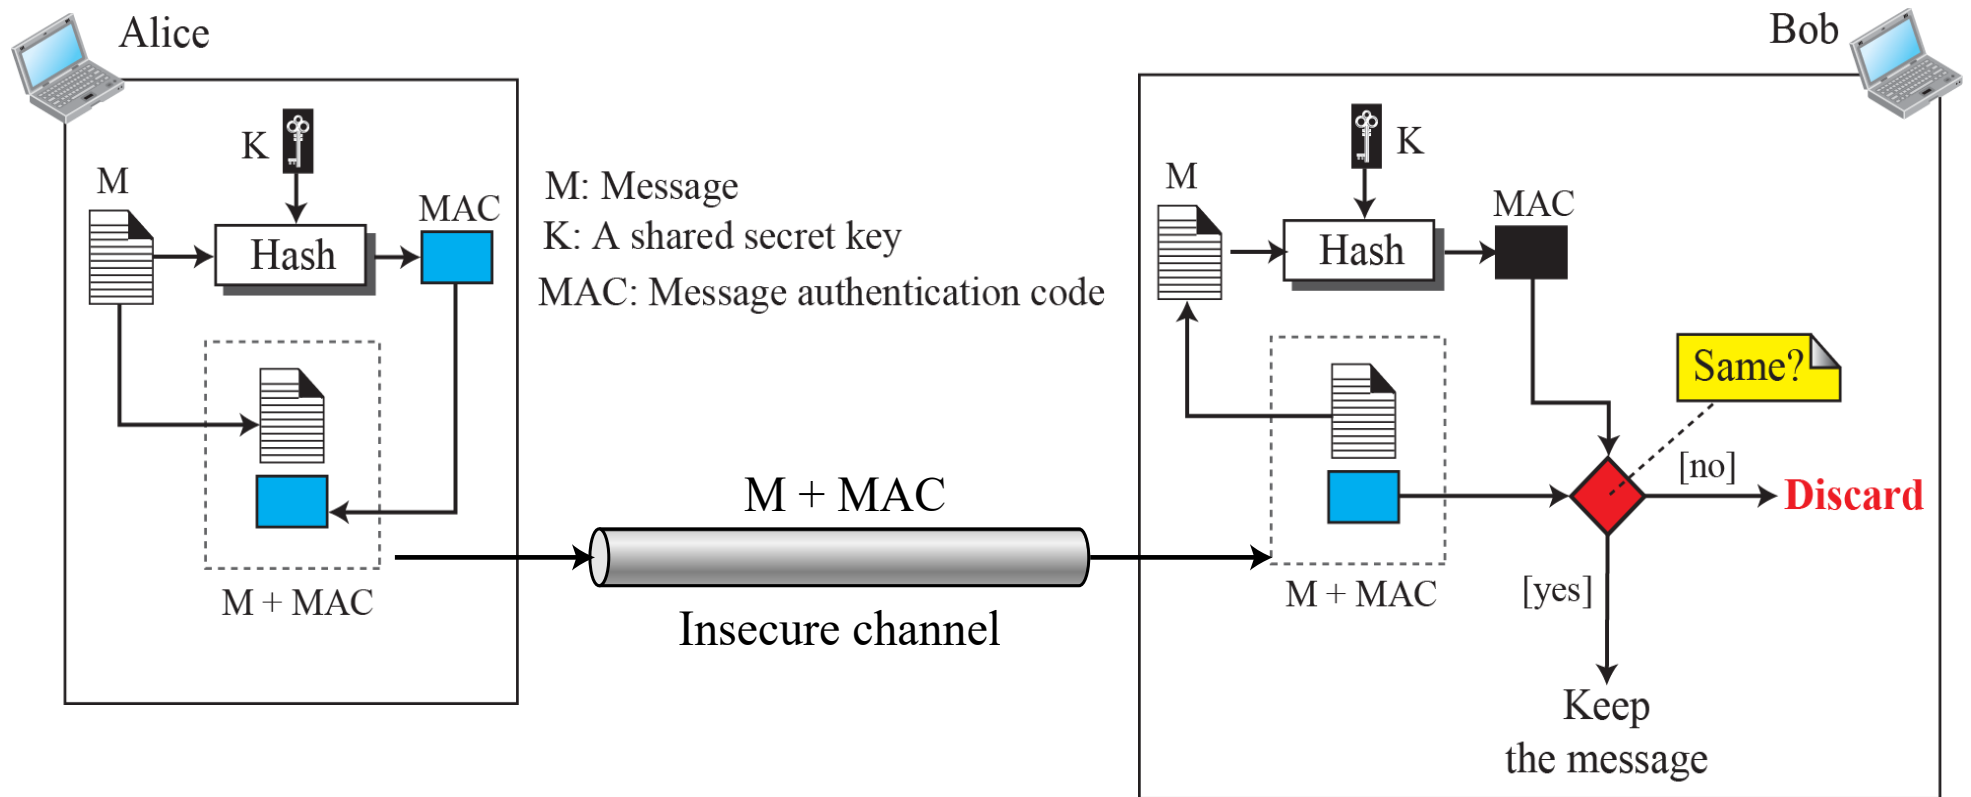 Alice
K
M
MAC
Hash
M + MAC
M: Message
K: A shared secret key
MAC: Message authentication code
M + MAC
Insecure channel
Bob
K
M
MAC
Hash
Same?
[no]
Discard
M + MAC
[yes]
Keep
the message